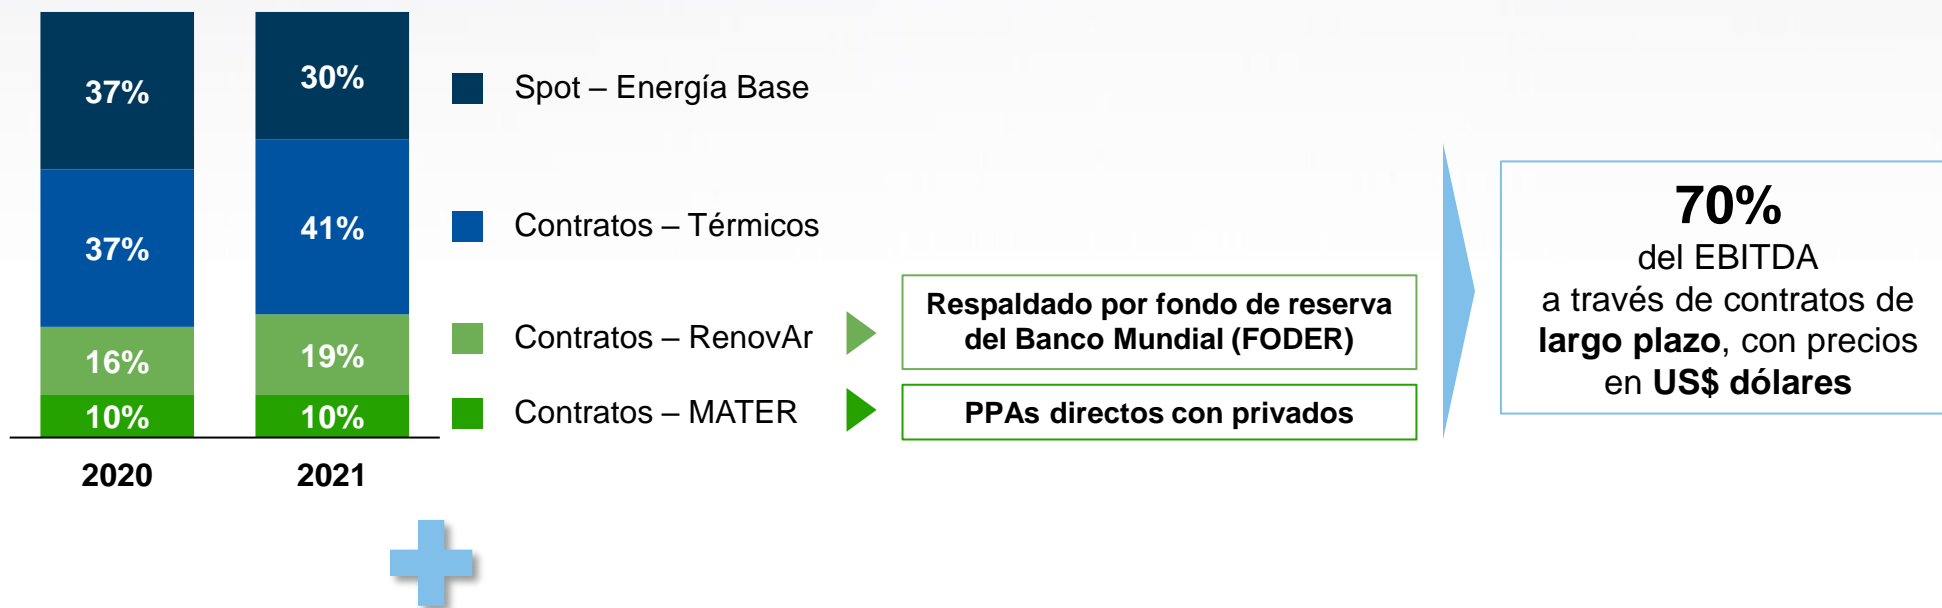 37%
30%
Spot – Energía Base
37%
41%
Contratos – Térmicos
16%
19%
Contratos – RenovAr
10%
10%
Contratos – MATER
2020
2021
Respaldado por fondo de reserva
del Banco Mundial (FODER)
PPAs directos con privados
70%
del EBITDA
a través de contratos de
largo plazo, con precios
en US$ dólares